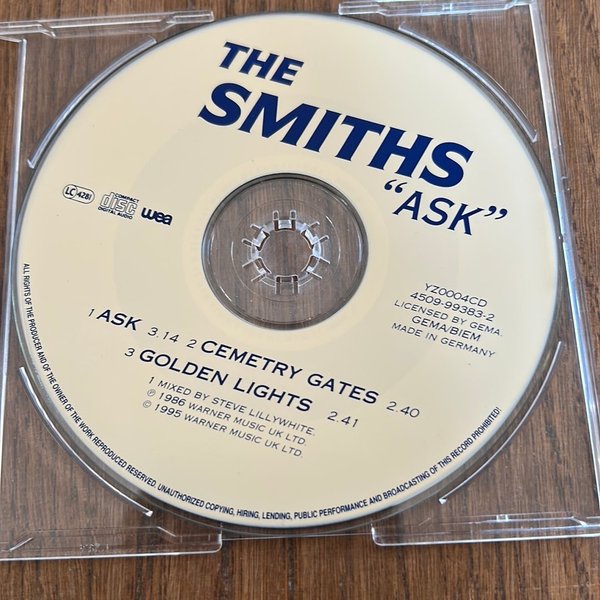 THE
SMITHS
"ASK"
LC 4281
COMPACT
disc
DIGITAL AUDIO
wea
YZ0004CD
4509-99383-2
LICENSED BY GEMA.
GEMA/BIEM
MADE IN GERMANY
1 ASK 3.14 2 CEMETRY GATES 2.40
3 GOLDEN LIGHTS 2.41
1 MIXED BY STEVE LILLYWHITE.
℗ 1986 WARNER MUSIC UK LTD.
© 1995 WARNER MUSIC UK LTD.
ALL RIGHTS OF THE PRODUCER AND OF THE OWNER OF THE WORK REPRODUCED RESERVED. UNAUTHORIZED COPYING, HIRING, LENDING, PUBLIC PERFORMANCE AND BROADCASTING OF THIS RECORD PROHIBITED!